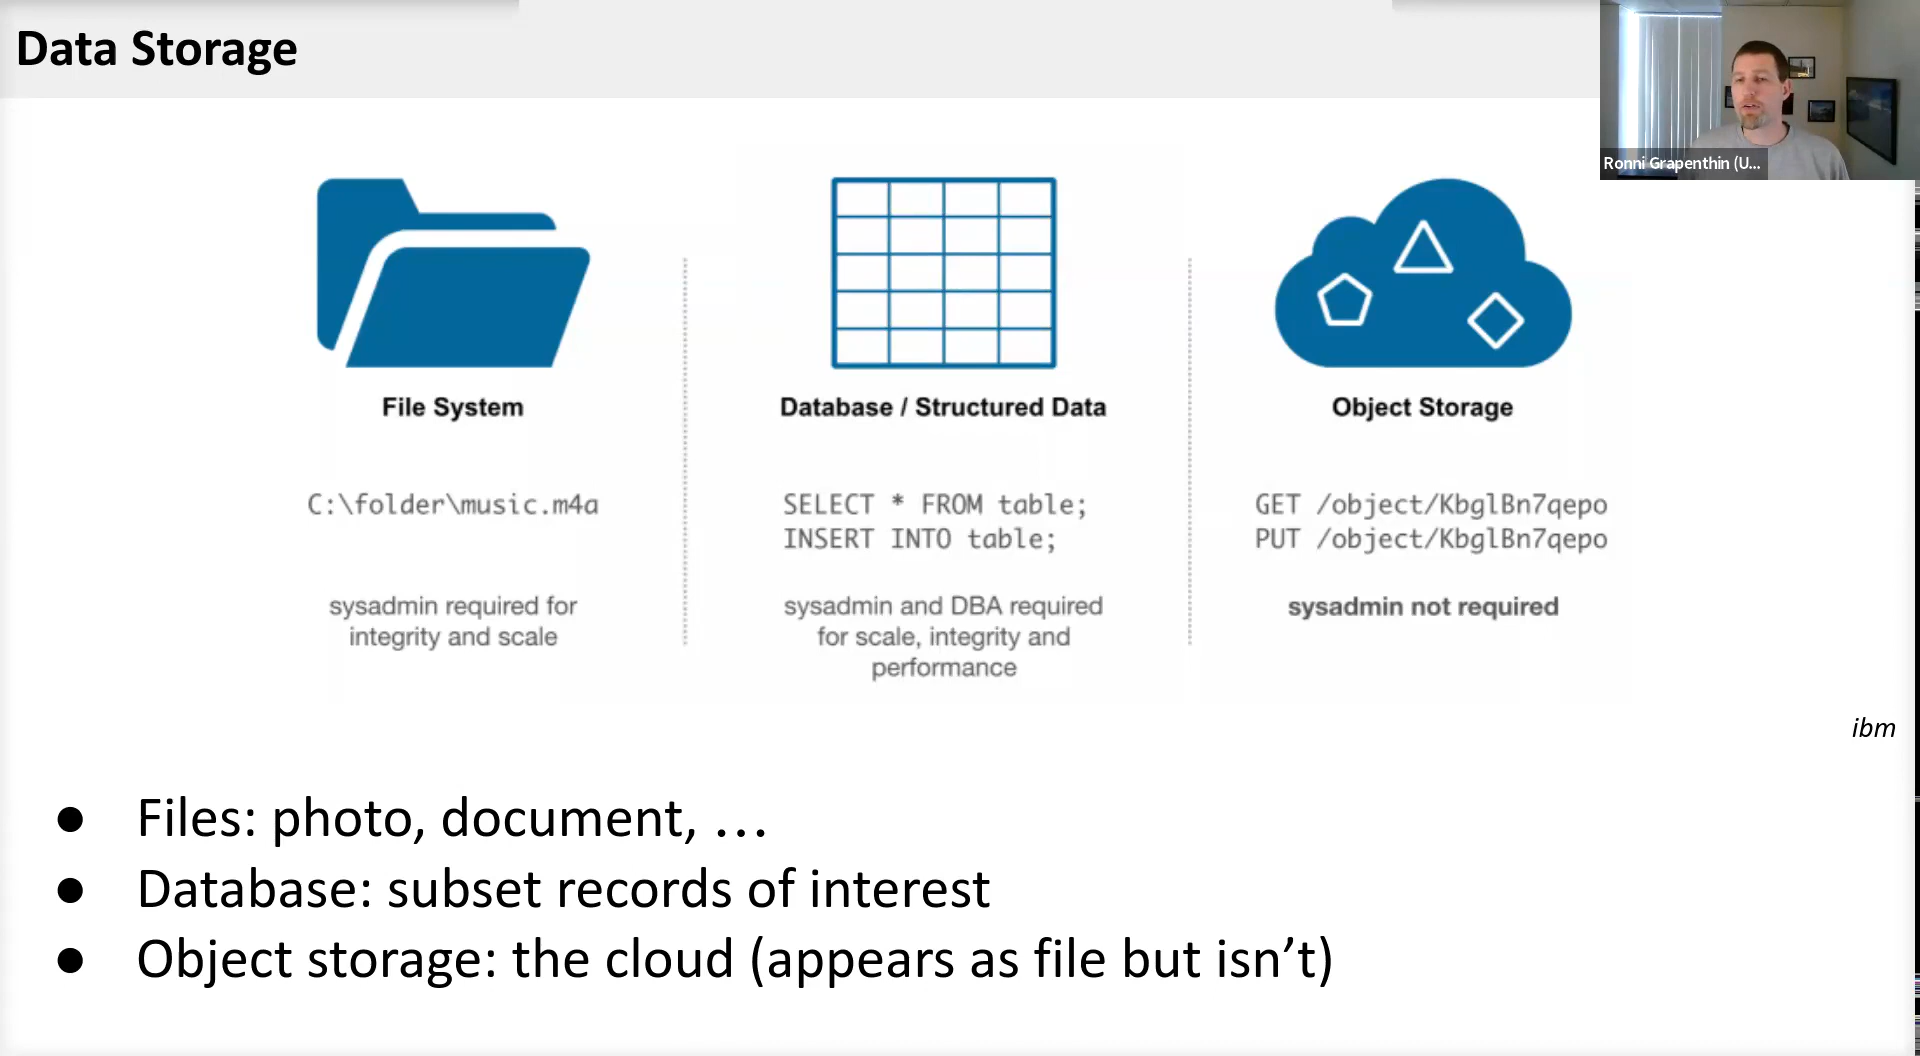 Data Storage
Ronni Grapenthin (U...
File System
Database / Structured Data
Object Storage
C:\folder\music.m4a
SELECT * FROM table;
INSERT INTO table;
GET /object/KbglBn7qepo
PUT /object/KbglBn7qepo
sysadmin required for
integrity and scale
sysadmin and DBA required
for scale, integrity and
performance
sysadmin not required
ibm
● Files: photo, document, …
● Database: subset records of interest
● Object storage: the cloud (appears as file but isn’t)